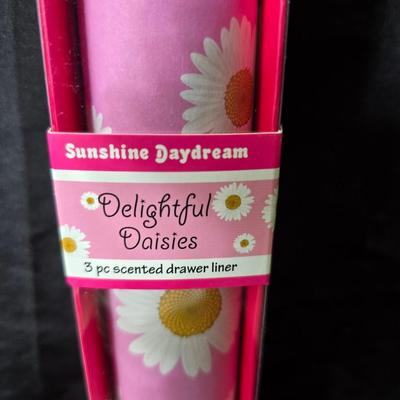 Sunshine Daydream
Delightful
Daisies
3 pc scented drawer liner